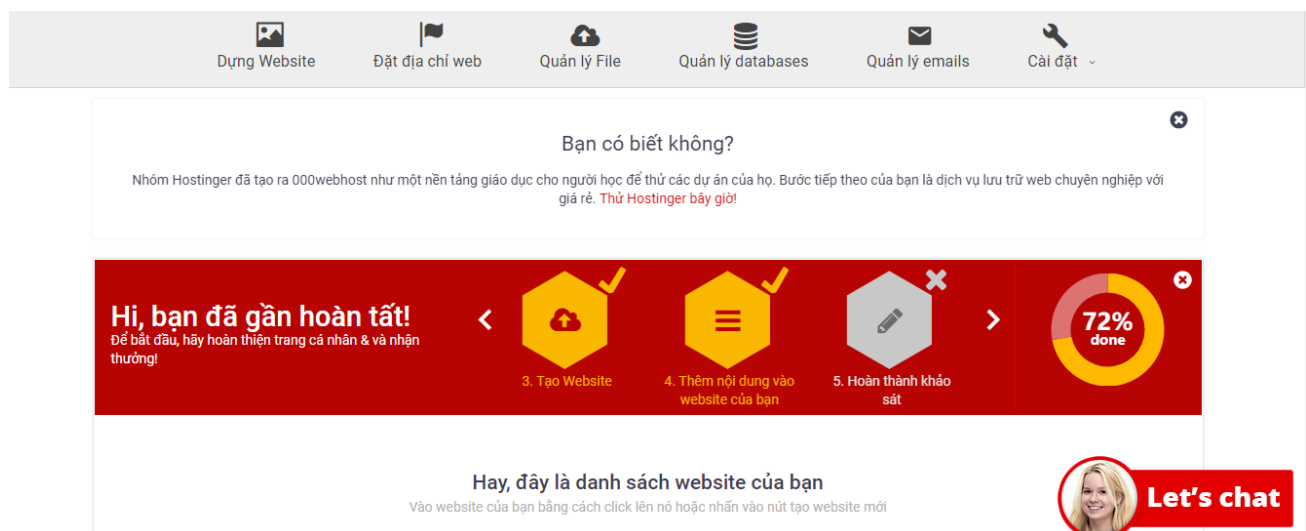 Dựng Website
Đặt địa chỉ web
Quản lý File
Quản lý databases
Quản lý emails
Cài đặt
Bạn có biết không?
Nhóm Hostinger đã tạo ra 000webhost như một nền tảng giáo dục cho người học để thử các dự án của họ. Bước tiếp theo của bạn là dịch vụ lưu trữ web chuyên nghiệp với
giá rẻ. Thử Hostinger bây giờ!
Hi, bạn đã gần hoàn tất!
Để bắt đầu, hãy hoàn thiện trang cá nhân & và nhận
thưởng!
3. Tạo Website
4. Thêm nội dung vào
website của bạn
5. Hoàn thành khảo
sát
72%
done
Hay, đây là danh sách website của bạn
Vào website của bạn bằng cách click lên nó hoặc nhấn vào nút tạo website mới
Let's chat